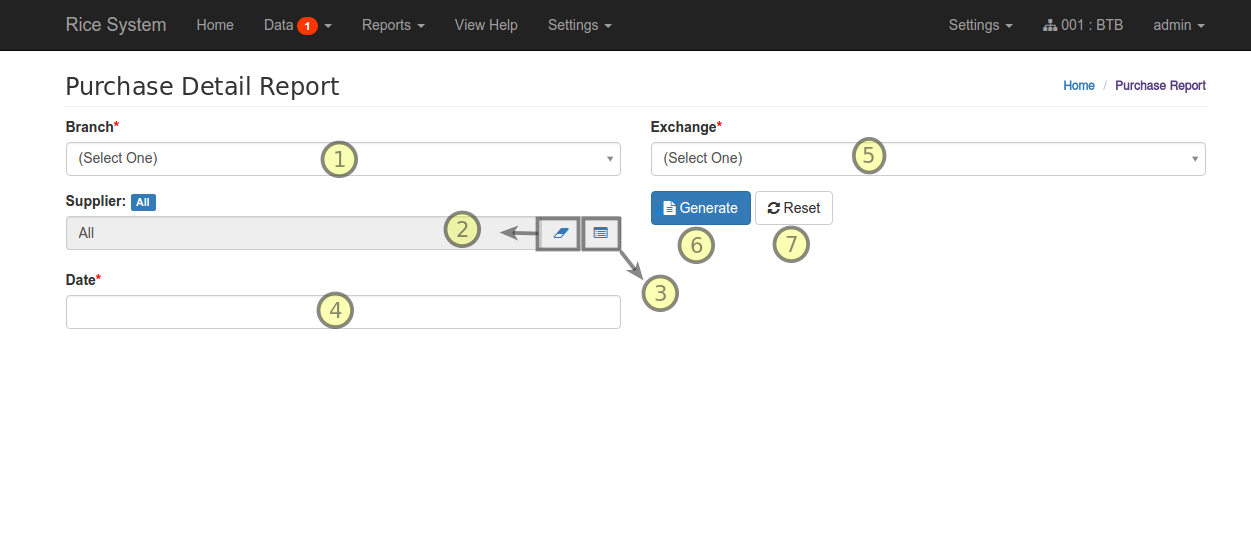 Rice System Home Data 1 Reports View Help Settings Settings 001 : BTB admin
Purchase Detail Report Home / Purchase Report
Branch* Exchange*
(Select One) 1 (Select One) 5
Supplier: All
Generate Reset
All 2
6 7
Date* 3
4